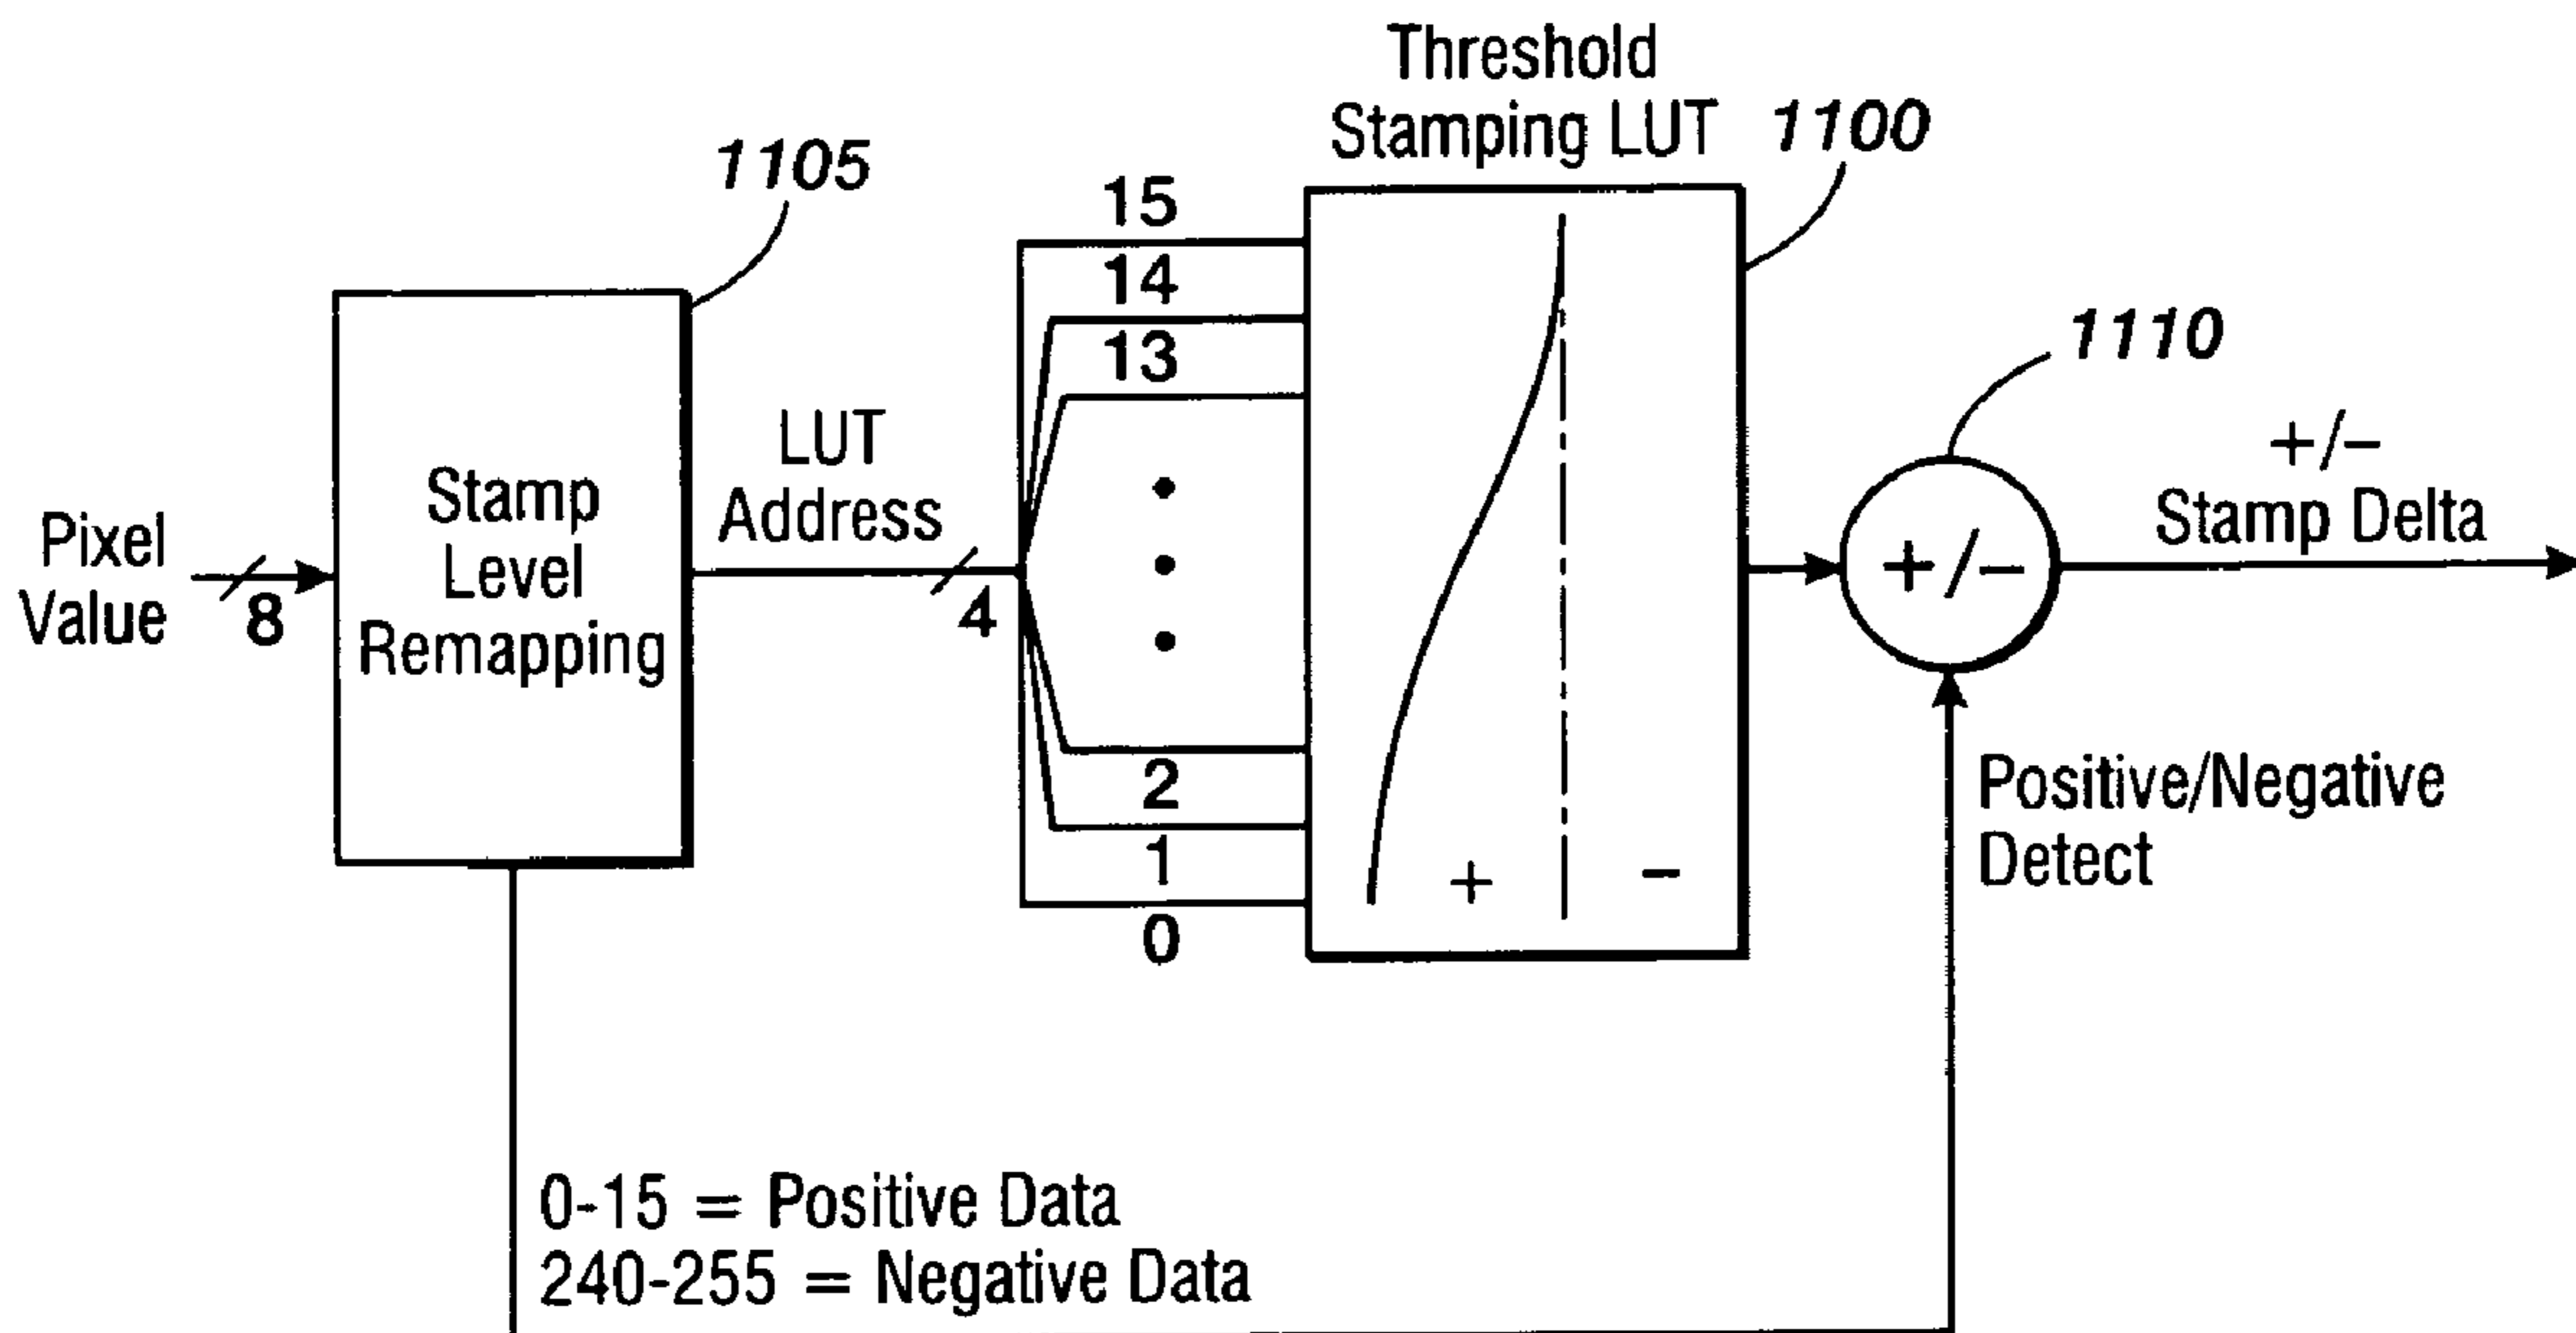 Threshold
Stamping LUT
1100
1105
15
14
13
1110
LUT
Address
+/−
Stamp Delta
Pixel
Value
8
Stamp
Level
Remapping
4
+/−
2
1
0
+
−
Positive/Negative
Detect
0-15 = Positive Data
240-255 = Negative Data